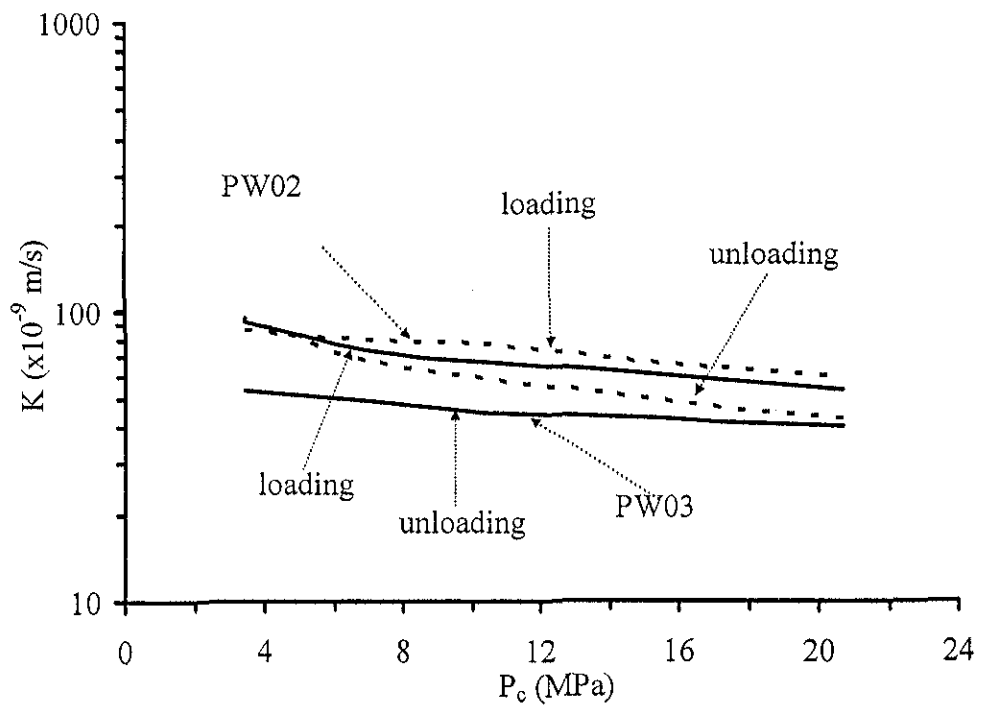 1000
PW02
loading
unloading
K (x10⁻⁹ m/s)
100
loading
unloading
PW03
10
0 4 8 12 16 20 24
P꜀ (MPa)